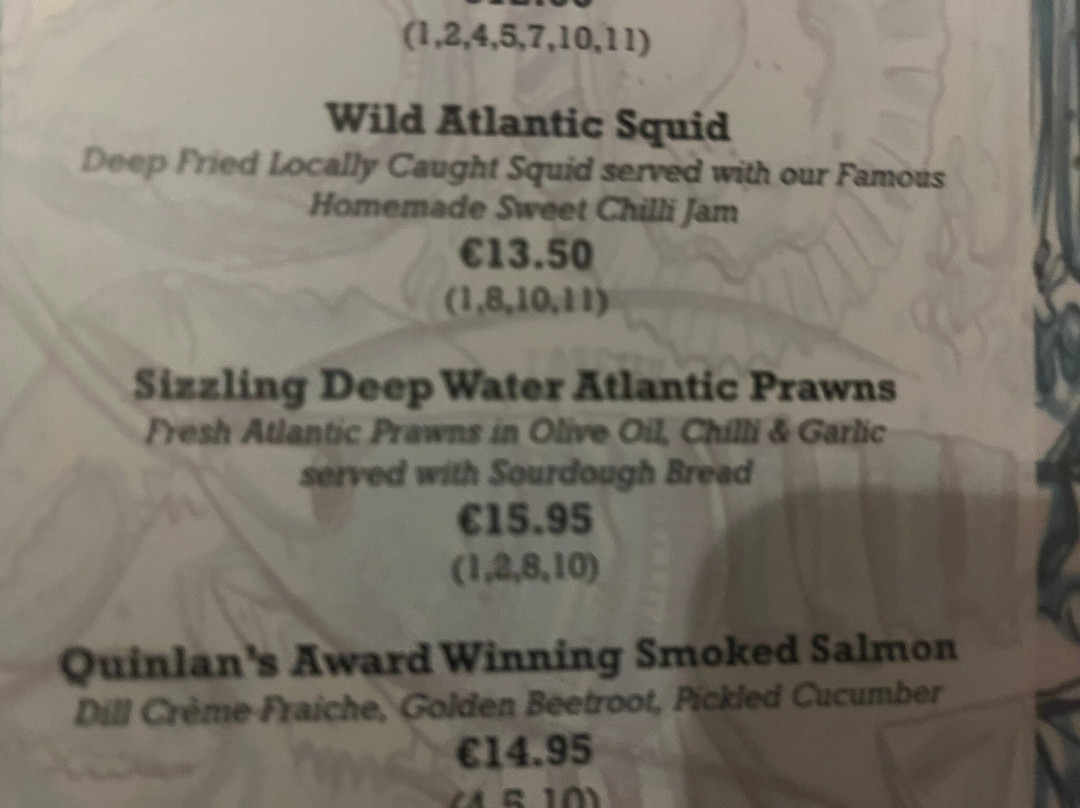 (1,2,4,5,7,10,11)
Wild Atlantic Squid
Deep Fried Locally Caught Squid served with our Famous
Homemade Sweet Chilli Jam
€13.50
(1,8,10,11)
Sizzling Deep Water Atlantic Prawns
Fresh Atlantic Prawns in Olive Oil, Chilli & Garlic
served with Sourdough Bread
€15.95
(1,2,8,10)
Quinlan's Award Winning Smoked Salmon
Dill Crème Fraiche, Golden Beetroot, Pickled Cucumber
€14.95
(4,5,10)